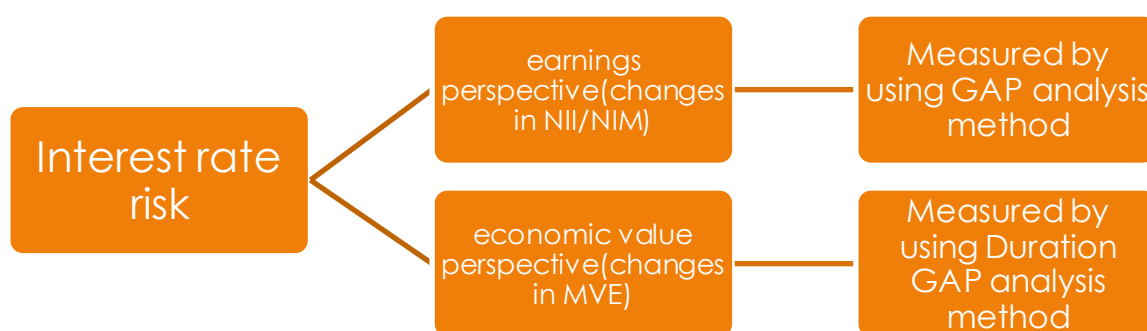 Interest rate
risk
earnings
perspective(changes
in NII/NIM)
Measured by
using GAP analysis
method
economic value
perspective(changes
in MVE)
Measured by
using Duration
GAP analysis
method